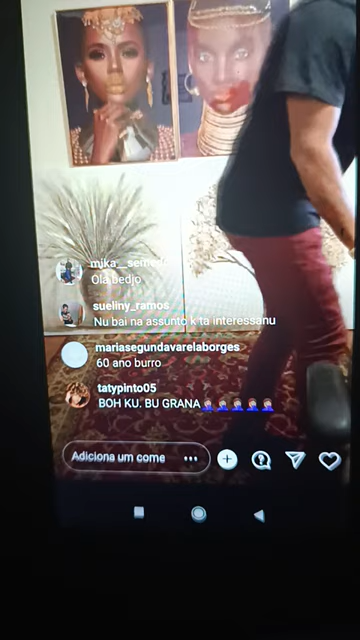 mika_semedo
Ola bedjo
sueliny_ramos
Nu bai na assunto k ta interessanu
mariasegundavarelaborges
60 ano burro
tatypinto05
BOH KU. BU GRANA🤦🏽‍♀️🤦🏽‍♀️🤦🏽‍♀️🤦🏽‍♀️🤦🏽‍♀️
Adiciona um come